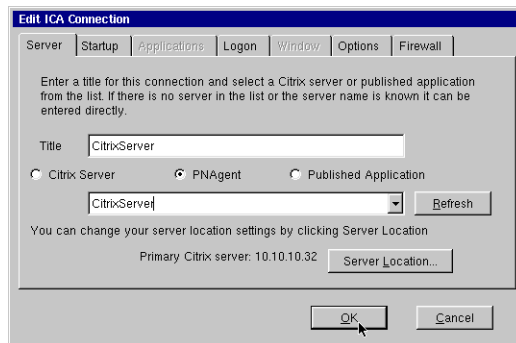 Edit ICA Connection
Server Startup Applications Logon Window Options Firewall
Enter a title for this connection and select a Citrix server or published application
from the list. If there is no server in the list or the server name is known it can be
entered directly.
Title CitrixServer
Citrix Server PNAgent Published Application
CitrixServer Refresh
You can change your server location settings by clicking Server Location
Primary Citrix server: 10.10.10.32 Server Location...
OK Cancel